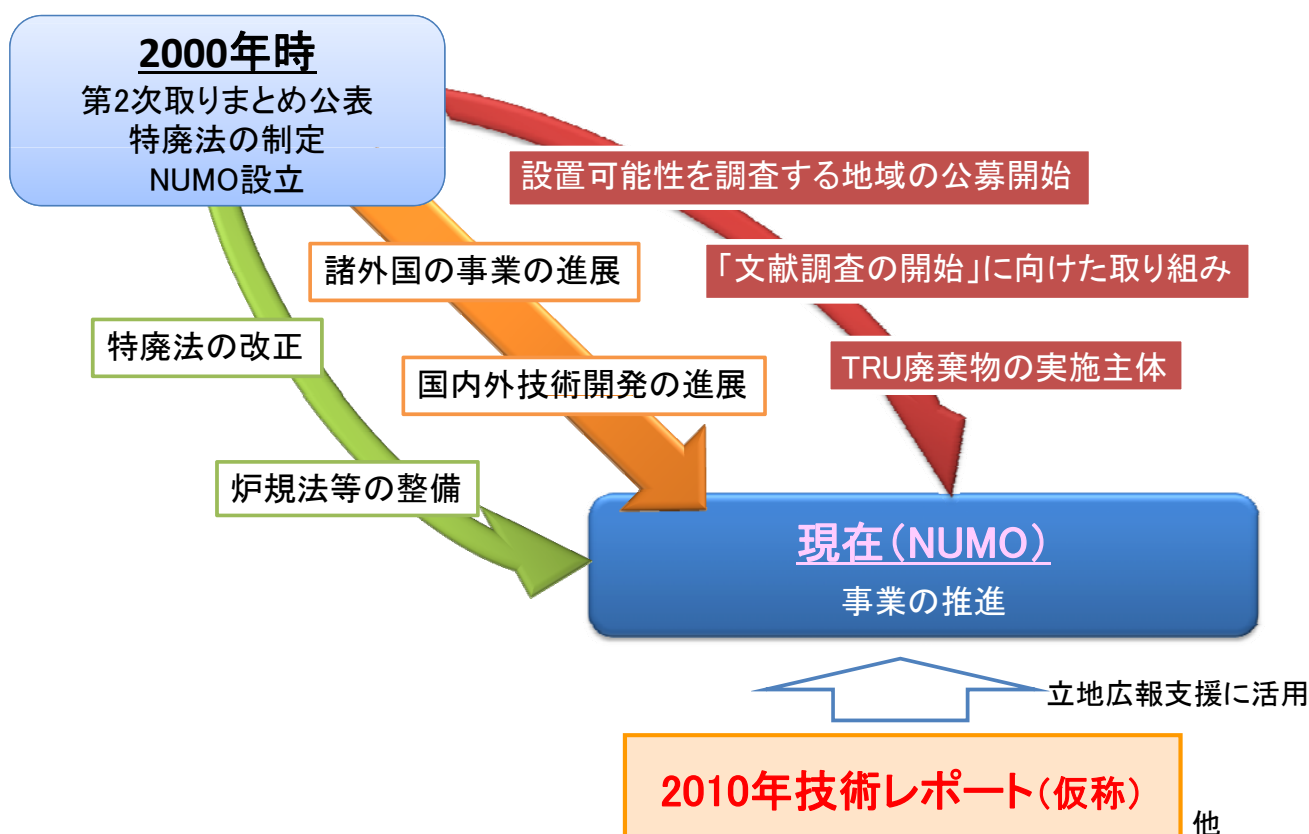 2000年時
第2次取りまとめ公表
特廃法の制定
NUMO設立
設置可能性を調査する地域の公募開始
諸外国の事業の進展
「文献調査の開始」に向けた取り組み
特廃法の改正
国内外技術開発の進展
TRU廃棄物の実施主体
炉規法等の整備
現在(NUMO)
事業の推進
立地広報支援に活用
2010年技術レポート(仮称)
他